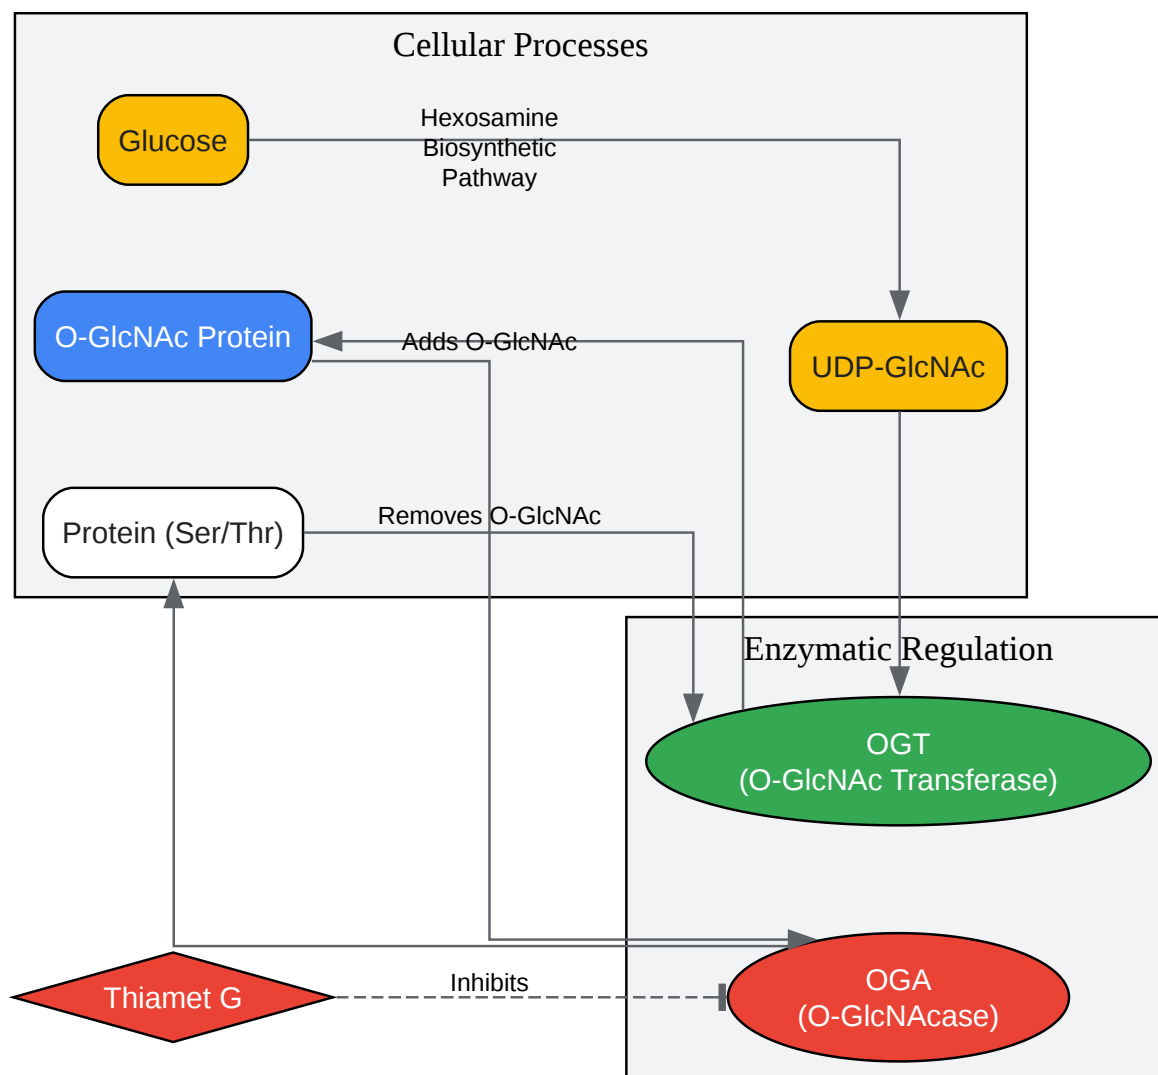 Cellular Processes
Glucose
Hexosamine
Biosynthetic
Pathway
O-GlcNAc Protein
Adds O-GlcNAc
UDP-GlcNAc
Protein (Ser/Thr)
Removes O-GlcNAc
Enzymatic Regulation
OGT
(O-GlcNAc Transferase)
Thiamet G
Inhibits
OGA
(O-GlcNAcase)